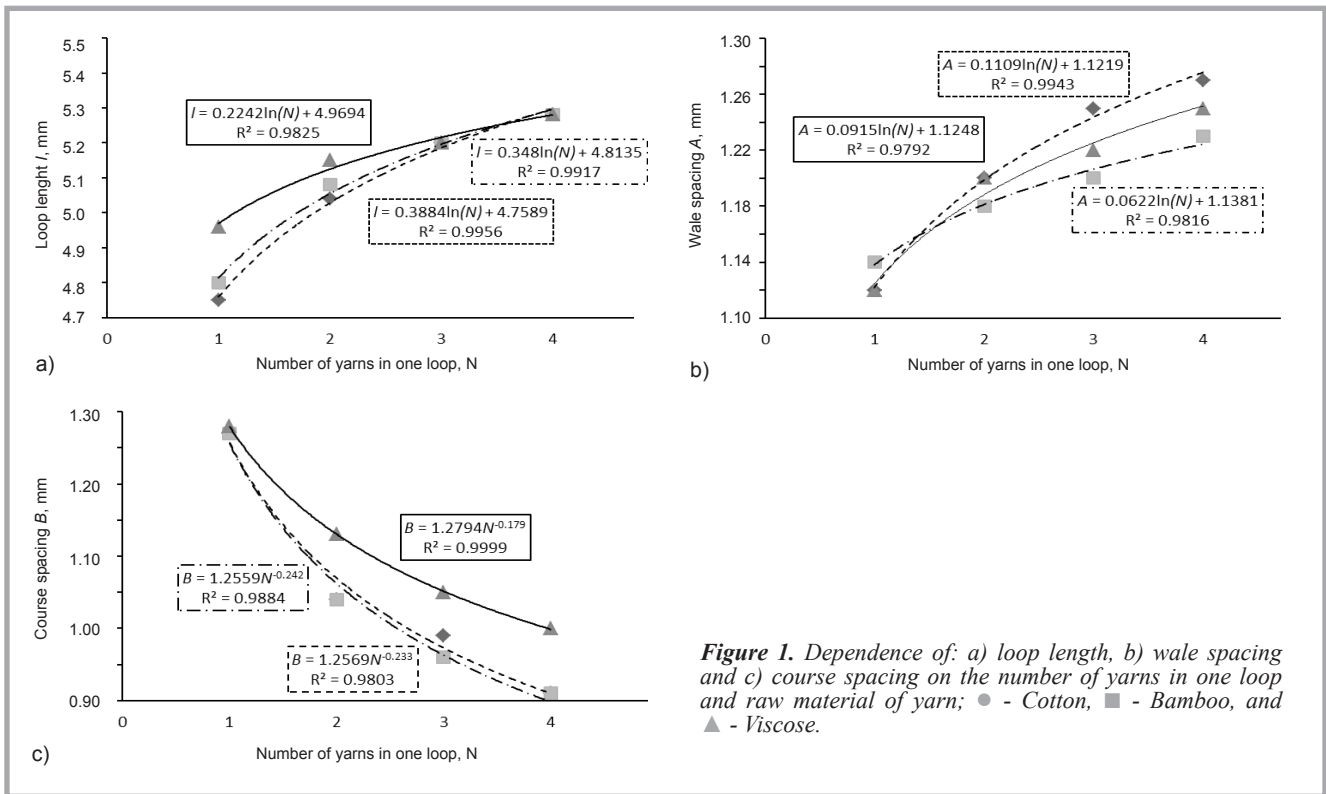 5.5
5.4
5.3
5.2
5.1
5.0
4.9
4.8
4.7
Loop lenght l, mm
l = 0.2242ln(N) + 4.9694
R² = 0.9825
l = 0.348ln(N) + 4.8135
R² = 0.9917
l = 0.3884ln(N) + 4.7589
R² = 0.9956
0 1 2 3 4
Number of yarns in one loop, N
a)
1.30
1.26
1.22
1.18
1.14
1.10
Wale spacing A, mm
A = 0.1109ln(N) + 1.1219
R² = 0.9943
A = 0.0915ln(N) + 1.1248
R² = 0.9792
A = 0.0622ln(N) + 1.1381
R² = 0.9816
0 1 2 3 4
Number of yarns in one loop, N
b)
1.30
1.20
1.10
1.00
0.90
Course spacing B, mm
B = 1.2794N⁻⁰·¹⁷⁹
R² = 0.9999
B = 1.2559N⁻⁰·²⁴²
R² = 0.9884
B = 1.2569N⁻⁰·²³³
R² = 0.9803
0 1 2 3 4
Number of yarns in one loop, N
c)
Figure 1. Dependence of: a) loop length, b) wale spacing
and c) course spacing on the number of yarns in one loop
and raw material of yarn; ● - Cotton, ■ - Bamboo, and
▲ - Viscose.